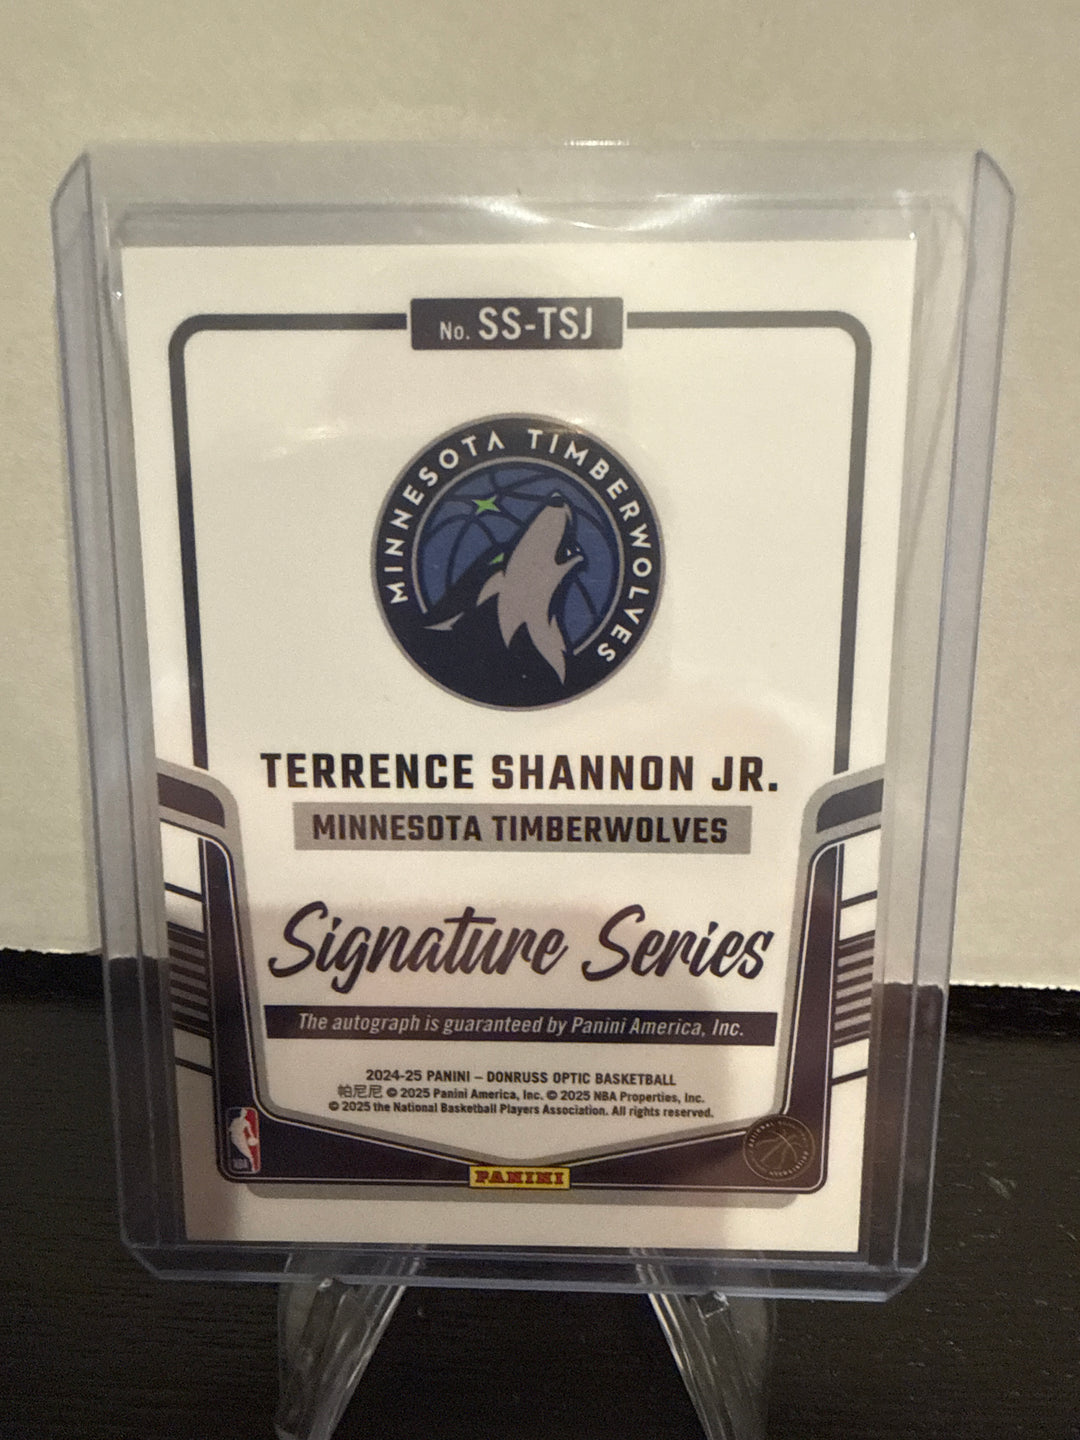 No. SS-TSJ
MINNESOTA TIMBERWOLVES
TERRENCE SHANNON JR.
MINNESOTA TIMBERWOLVES
Signature Series
The autograph is guaranteed by Panini America, Inc.
2024-25 PANINI – DONRUSS OPTIC BASKETBALL
帕尼尼 © 2025 Panini America, Inc. © 2025 NBA Properties, Inc.
© 2025 the National Basketball Players Association. All rights reserved.
NBA
PANINI